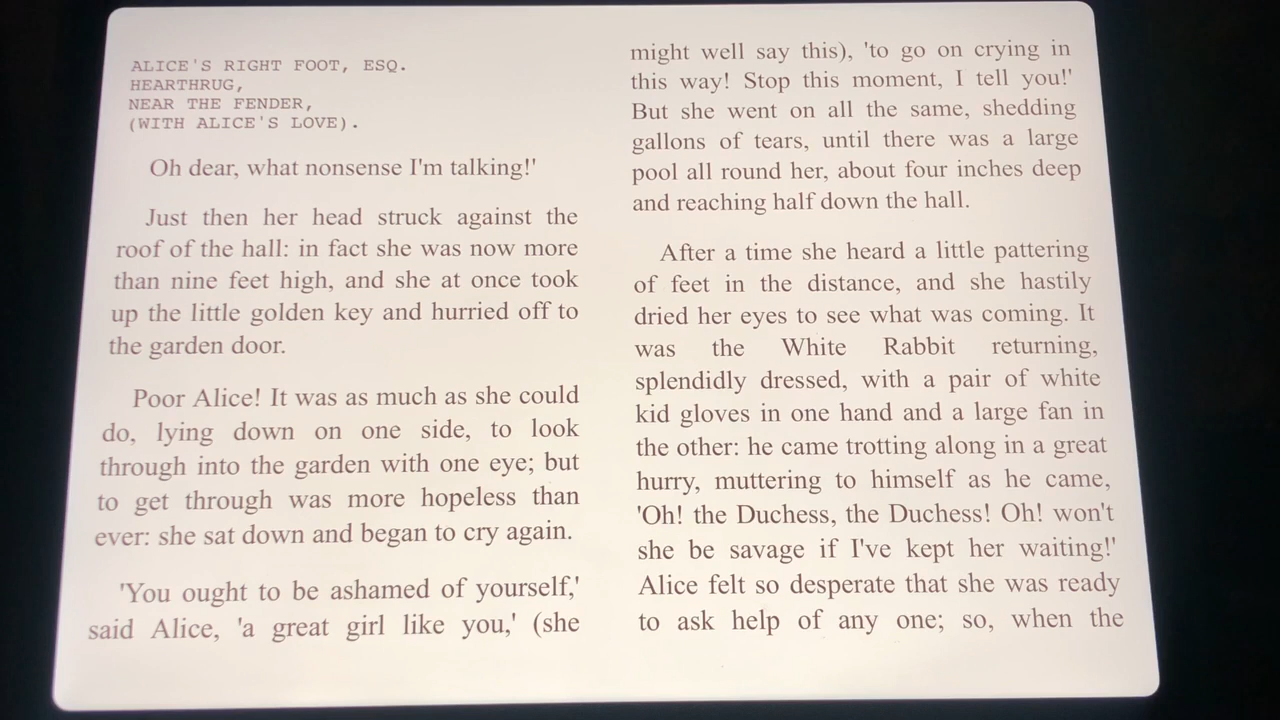 ALICE'S RIGHT FOOT, ESQ.
HEARTHRUG,
NEAR THE FENDER,
(WITH ALICE'S LOVE).
Oh dear, what nonsense I'm talking!'
Just then her head struck against the
roof of the hall: in fact she was now more
than nine feet high, and she at once took
up the little golden key and hurried off to
the garden door.
Poor Alice! It was as much as she could
do, lying down on one side, to look
through into the garden with one eye; but
to get through was more hopeless than
ever: she sat down and began to cry again.
'You ought to be ashamed of yourself,'
said Alice, 'a great girl like you,' (she
might well say this), 'to go on crying in
this way! Stop this moment, I tell you!'
But she went on all the same, shedding
gallons of tears, until there was a large
pool all round her, about four inches deep
and reaching half down the hall.
After a time she heard a little pattering
of feet in the distance, and she hastily
dried her eyes to see what was coming. It
was the White Rabbit returning,
splendidly dressed, with a pair of white
kid gloves in one hand and a large fan in
the other: he came trotting along in a great
hurry, muttering to himself as he came,
'Oh! the Duchess, the Duchess! Oh! won't
she be savage if I've kept her waiting!'
Alice felt so desperate that she was ready
to ask help of any one; so, when the